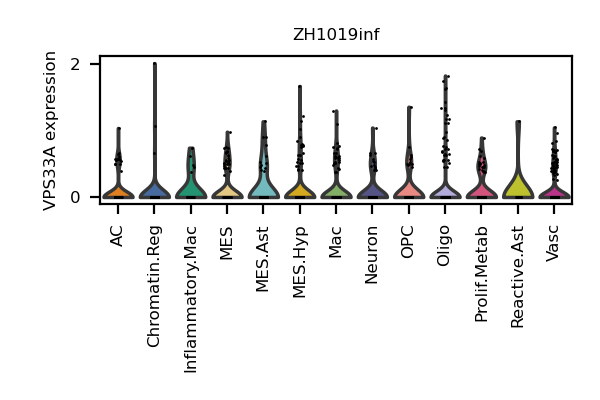 ZH1019inf
VPS33A expression
2
0
AC
Chromatin.Reg
Inflammatory.Mac
MES
MES.Ast
MES.Hyp
Mac
Neuron
OPC
Oligo
Prolif.Metab
Reactive.Ast
Vasc